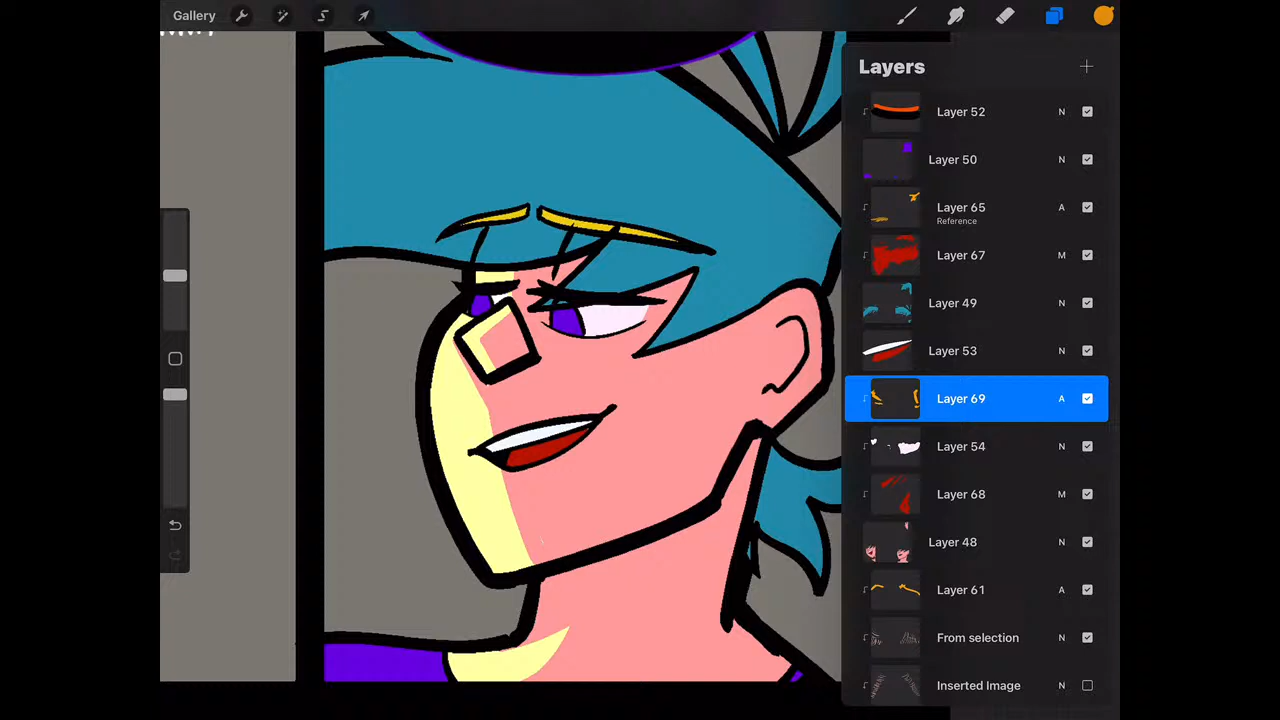 Gallery
Layers
Layer 52 N
Layer 50 N
Layer 65 A
Reference
Layer 67 M
Layer 49 N
Layer 53 N
Layer 69 A
Layer 54 N
Layer 68 M
Layer 48 N
Layer 61 A
From selection N
Inserted Image N